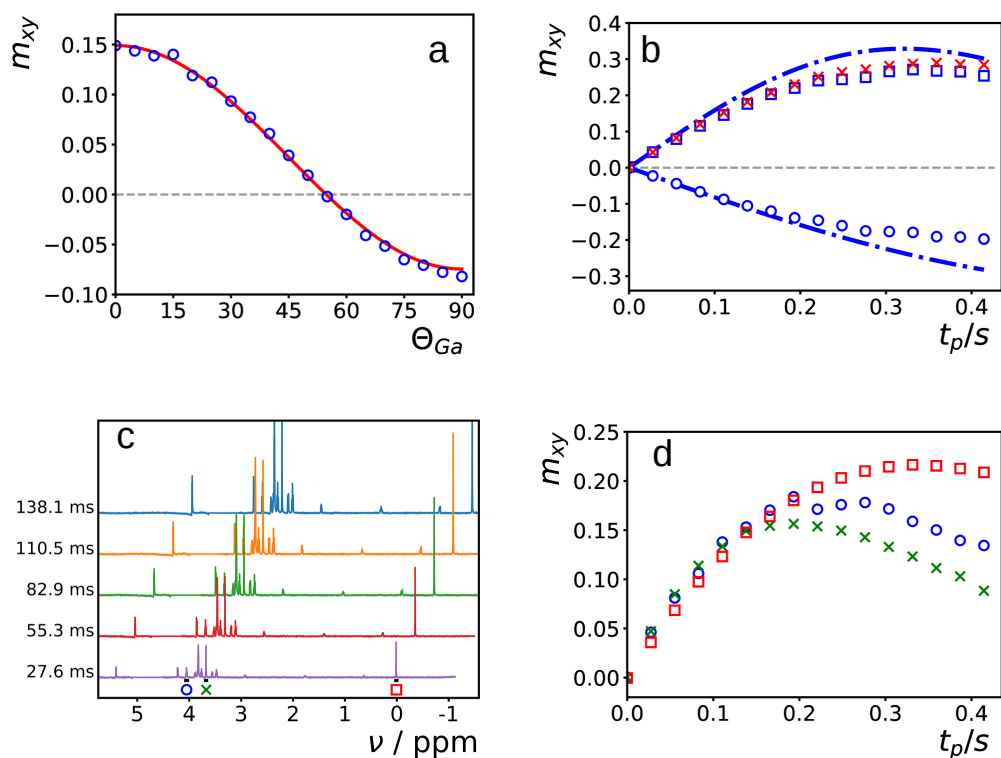 a
m_xy
0.15
0.10
0.05
0.00
−0.05
−0.10
0 15 30 45 60 75 90
Θ_Ga
b
m_xy
0.4
0.3
0.2
0.1
0.0
−0.1
−0.2
−0.3
0.0 0.1 0.2 0.3 0.4
t_p/s
c
138.1 ms
110.5 ms
82.9 ms
55.3 ms
27.6 ms
5 4 3 2 1 0 -1
ν / ppm
d
m_xy
0.25
0.20
0.15
0.10
0.05
0.00
0.0 0.1 0.2 0.3 0.4
t_p/s